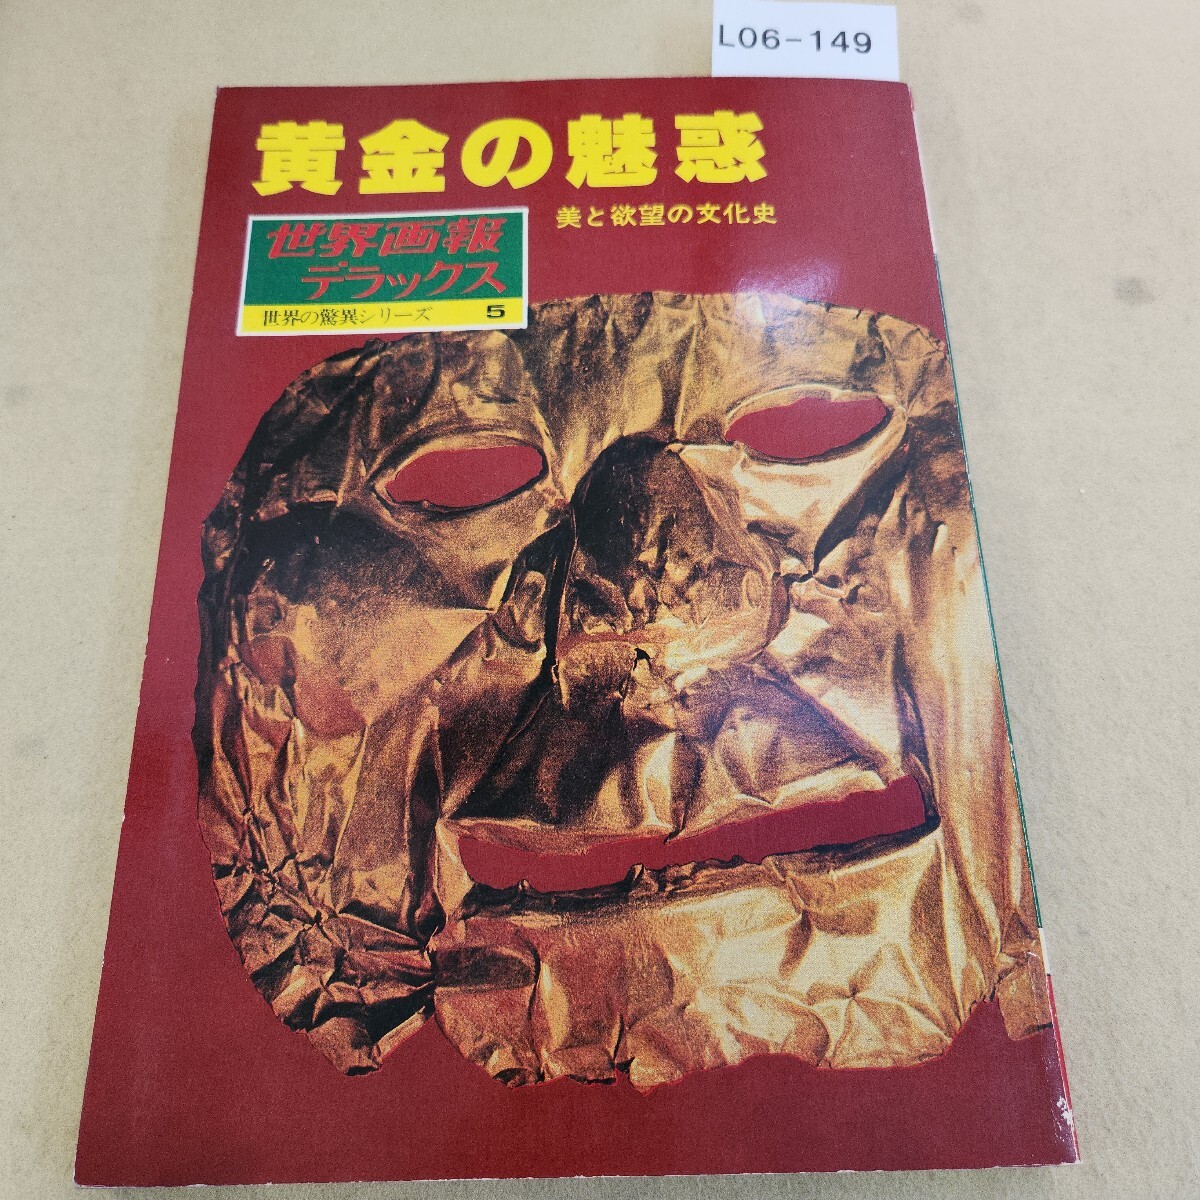 L06-149
黄金の魅惑
美と欲望の文化史
世界画報
デラックス
世界の驚異シリーズ 5